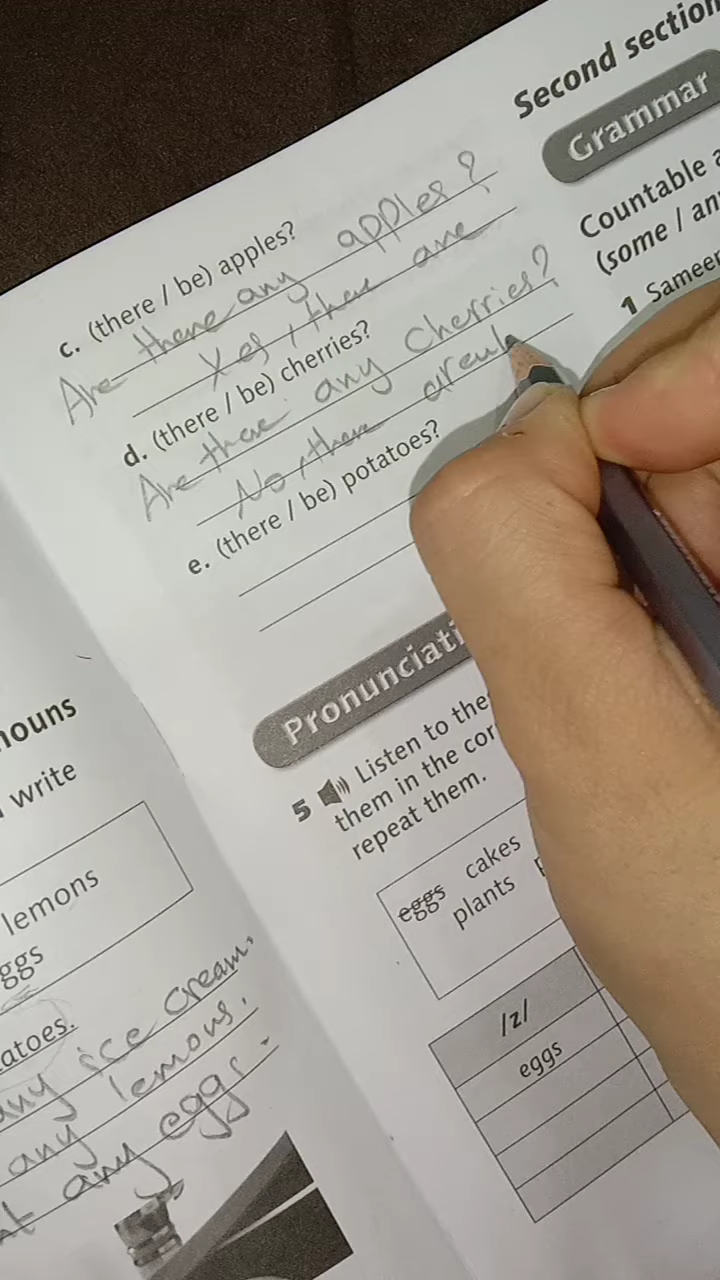 nouns
write
lemons
ggs
atoes.
any ice cream.
any lemons.
any eggs.
c. (there / be) apples?
Are there any apples?
Yes, there are
d. (there / be) cherries?
Are there any cherries?
No, there
e. (there / be) potatoes?
Pronunciati
5 Listen to the
them in the cor
repeat them.
eggs cakes
plants p
/z/
eggs
Second section
Grammar
Countable a
(some / an
1 Sameer